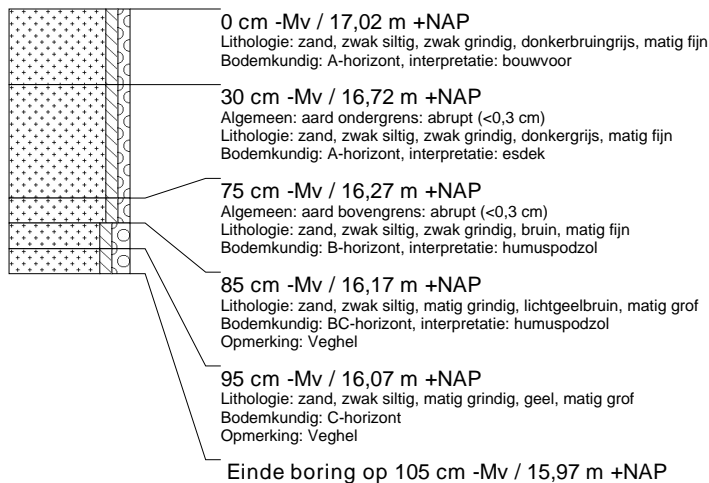 0 cm -Mv / 17,02 m +NAP
Lithologie: zand, zwak siltig, zwak grindig, donkerbruingrijs, matig fijn
Bodemkundig: A-horizont, interpretatie: bouwvoor
30 cm -Mv / 16,72 m +NAP
Algemeen: aard ondergrens: abrupt (<0,3 cm)
Lithologie: zand, zwak siltig, zwak grindig, donkergrijs, matig fijn
Bodemkundig: A-horizont, interpretatie: esdek
75 cm -Mv / 16,27 m +NAP
Algemeen: aard bovengrens: abrupt (<0,3 cm)
Lithologie: zand, zwak siltig, zwak grindig, bruin, matig fijn
Bodemkundig: B-horizont, interpretatie: humuspodzol
85 cm -Mv / 16,17 m +NAP
Lithologie: zand, zwak siltig, matig grindig, lichtgeelbruin, matig grof
Bodemkundig: BC-horizont, interpretatie: humuspodzol
Opmerking: Veghel
95 cm -Mv / 16,07 m +NAP
Lithologie: zand, zwak siltig, matig grindig, geel, matig grof
Bodemkundig: C-horizont
Opmerking: Veghel
Einde boring op 105 cm -Mv / 15,97 m +NAP